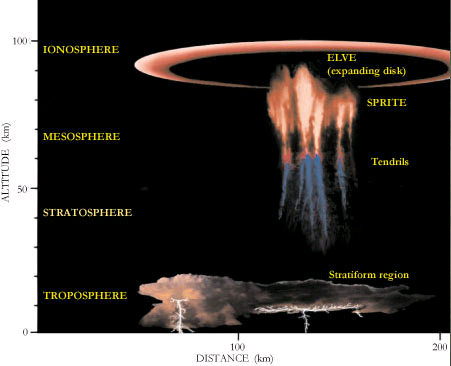 100
IONOSPHERE
ELVE
(expanding disk)
SPRITE
MESOSPHERE
Tendrils
ALTITUDE (km)
50
STRATOSPHERE
Stratiform region
TROPOSPHERE
0
100
200
DISTANCE (km)